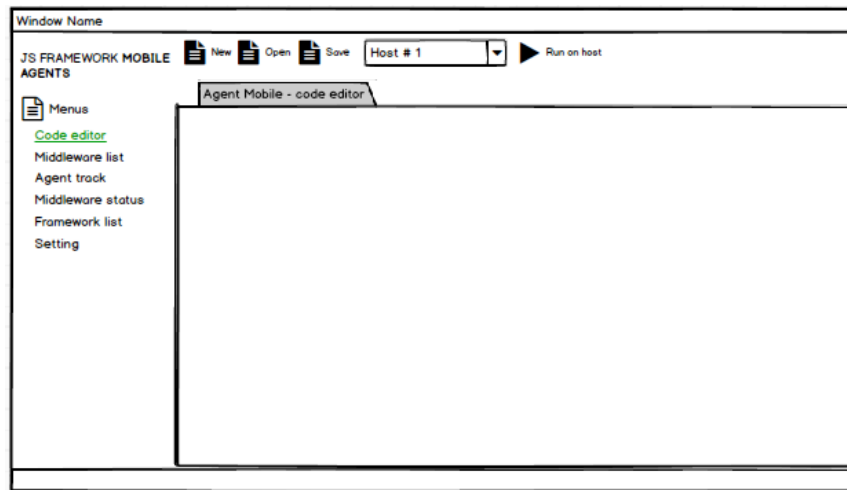 Window Name
JS FRAMEWORK MOBILE
AGENTS
New Open Save Host # 1 Run on host
Agent Mobile - code editor
Menus
Code editor
Middleware list
Agent track
Middleware status
Framework list
Setting